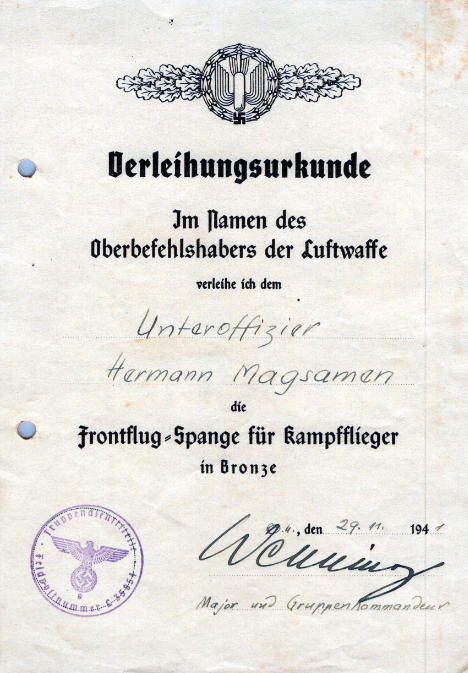 Verleihungsurkunde
Im Namen des
Oberbefehlshabers der Luftwaffe
verleihe ich dem
Unteroffizier
Hermann Magsamen
die
Frontflug-Spange für Kampfflieger
in Bronze
den 29.11. 1941
Major und Gruppenkommandeur
Feldpostnummer